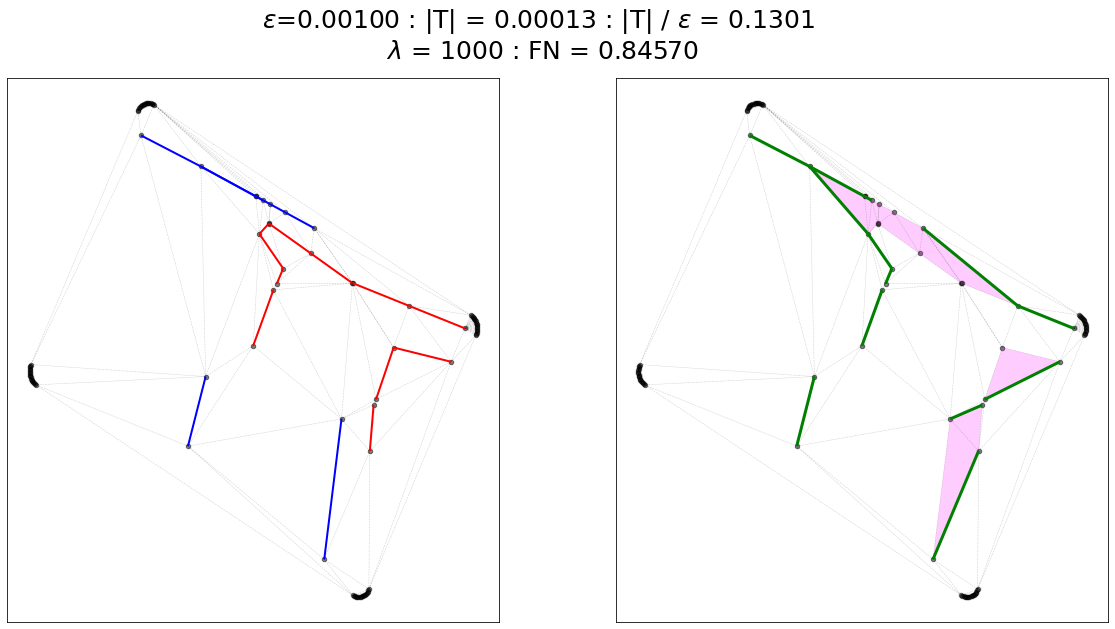 ε=0.00100 : |T| = 0.00013 : |T| / ε = 0.1301
λ = 1000 : FN = 0.84570